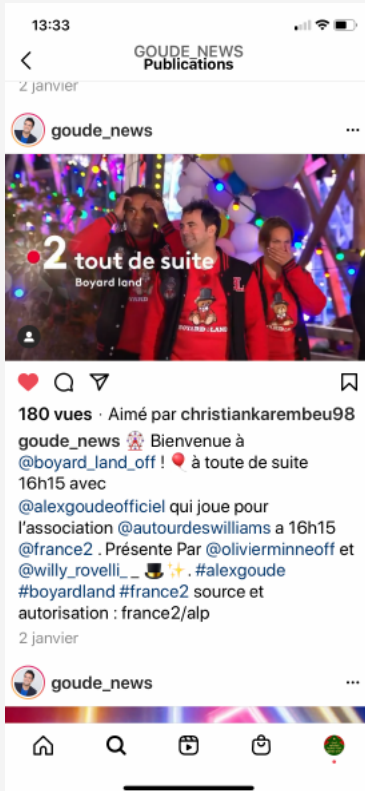 13:33
GOUDE_NEWS
Publications
2 janvier
goude_news
2 tout de suite
Boyard land
L
BOYARD LAND
BOYARD LAND
180 vues · Aimé par christiankarembeu98
goude_news 🎡 Bienvenue à
@boyard_land_off ! 🎈 à toute de suite
16h15 avec
@alexgoudeofficiel qui joue pour
l'association @autourdeswilliams a 16h15
@france2 . Présente Par @olivierminneoff et
@willy_rovelli_ _ 🎩 ✨ . #alexgoude
#boyardland #france2 source et
autorisation : france2/alp
2 janvier
goude_news